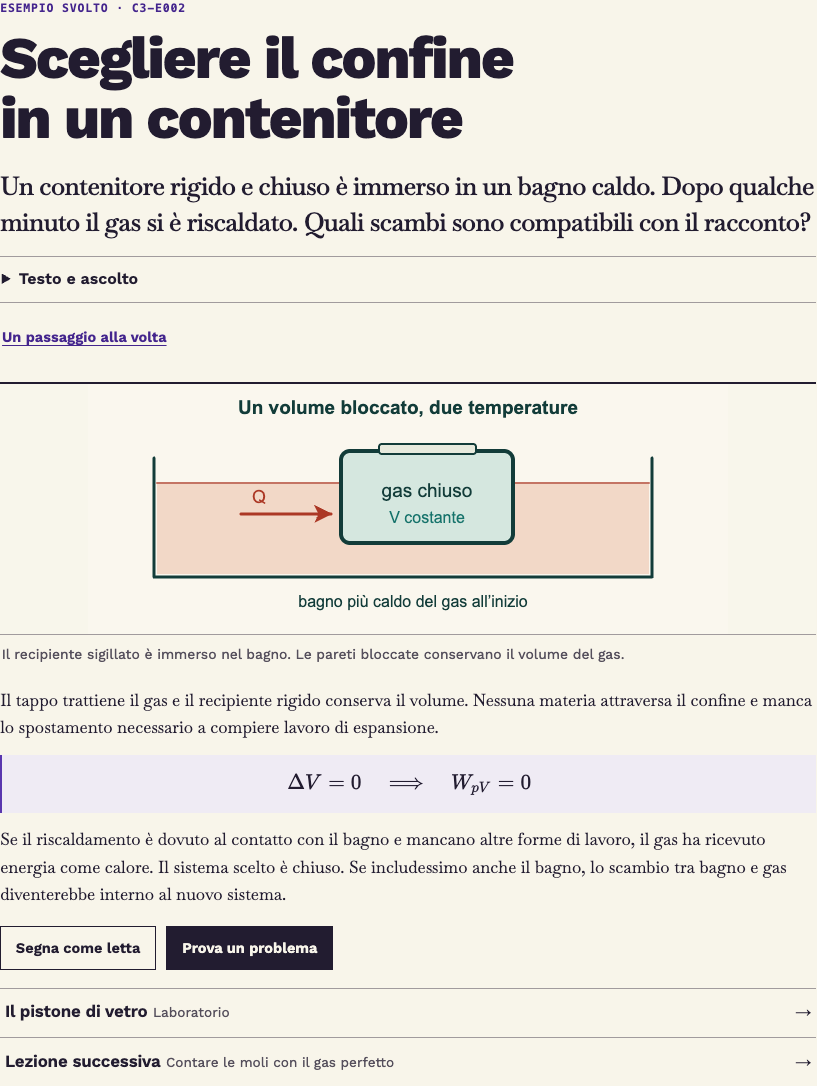 ESEMPIO SVOLTO · C3–E002
Scegliere il confine
in un contenitore
Un contenitore rigido e chiuso è immerso in un bagno caldo. Dopo qualche
minuto il gas si è riscaldato. Quali scambi sono compatibili con il racconto?
▶ Testo e ascolto
Un passaggio alla volta
Un volume bloccato, due temperature
Q
gas chiuso
V costante
bagno più caldo del gas all'inizio
Il recipiente sigillato è immerso nel bagno. Le pareti bloccate conservano il volume del gas.
Il tappo trattiene il gas e il recipiente rigido conserva il volume. Nessuna materia attraversa il confine e manca
lo spostamento necessario a compiere lavoro di espansione.
ΔV = 0 ⟹ W_{pV} = 0
Se il riscaldamento è dovuto al contatto con il bagno e mancano altre forme di lavoro, il gas ha ricevuto
energia come calore. Il sistema scelto è chiuso. Se includessimo anche il bagno, lo scambio tra bagno e gas
diventerebbe interno al nuovo sistema.
Segna come letta
Prova un problema
Il pistone di vetro Laboratorio →
Lezione successiva Contare le moli con il gas perfetto →